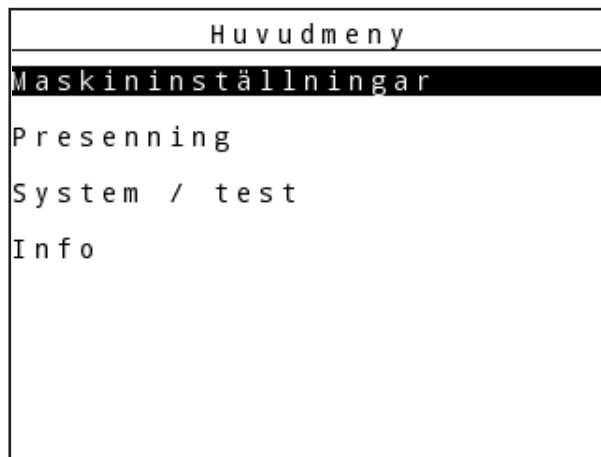 Huvudmeny
Maskininställningar
Presenning
System / test
Info